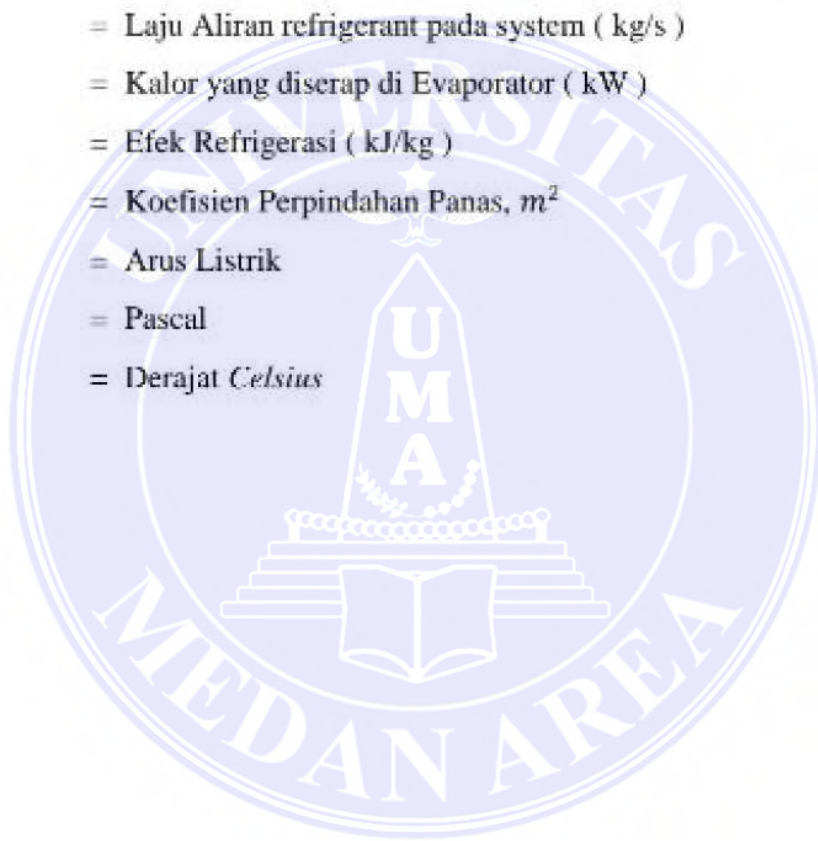 = Laju Aliran refrigerant pada system ( kg/s )
= Kalor yang diserap di Evaporator ( kW )
= Efek Refrigerasi ( kJ/kg )
= Koefisien Perpindahan Panas, m²
= Arus Listrik
= Pascal
= Derajat Celsius
UNIVERSITAS
UMA
MEDAN AREA